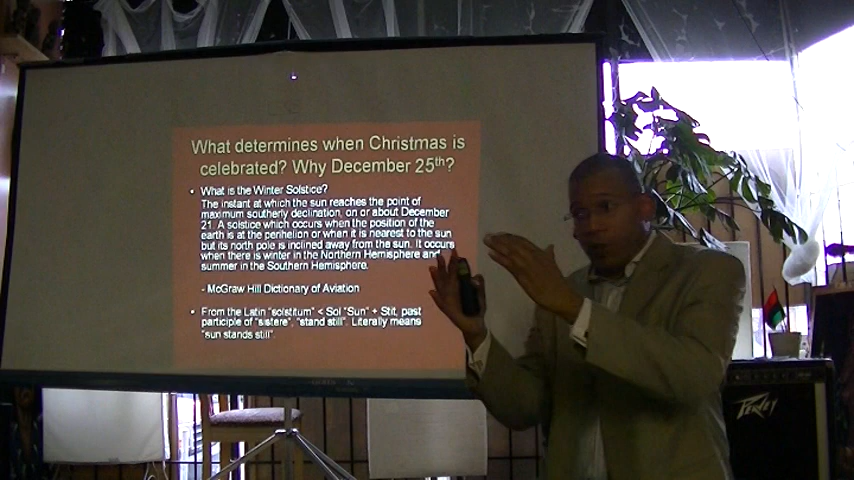 What determines when Christmas is
celebrated? Why December 25th?
• What is the Winter Solstice?
The instant at which the sun reaches the point of
maximum southerly declination, on or about December
21. A solstice which occurs when the position of the
earth is at the perihelion or when it is nearest to the sun
but its north pole is inclined away from the sun. It occurs
when there is winter in the Northern Hemisphere and
summer in the Southern Hemisphere.
- McGraw Hill Dictionary of Aviation
• From the Latin "solstitum" < Sol "Sun" + Stit, past
participle of "sistere", "stand still". Literally means
"sun stands still".
PEAVEY